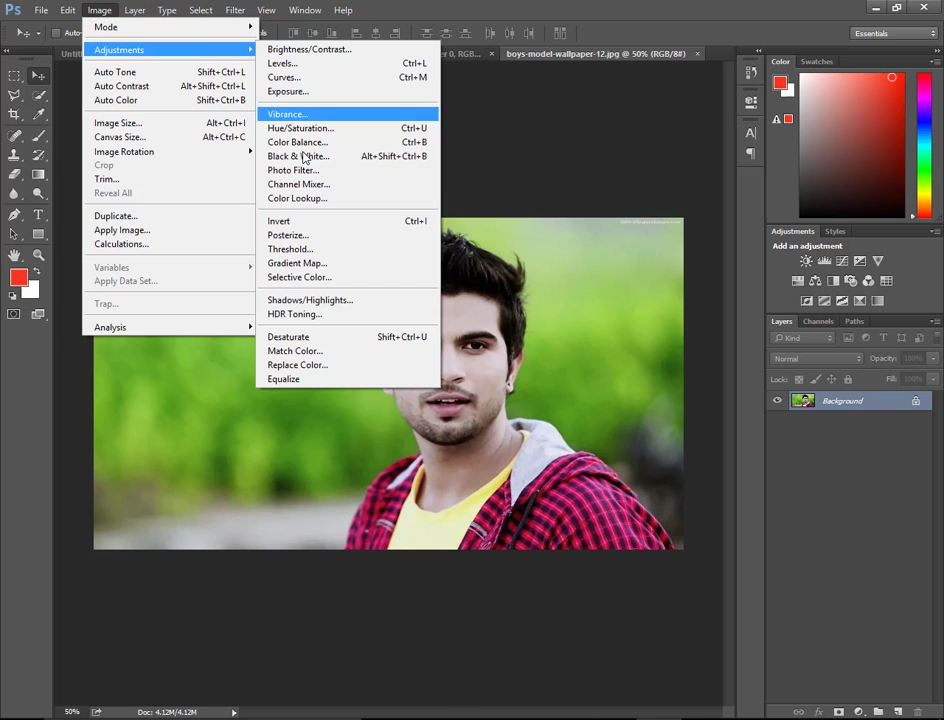 Ps File Edit Image Layer Type Select Filter View Window Help
Essentials
Untit
0, RGB...
boys-model-wallpaper-12.jpg @ 50% (RGB/8#)
Mode
Adjustments
Auto Tone Shift+Ctrl+L
Auto Contrast Alt+Shift+Ctrl+L
Auto Color Shift+Ctrl+B
Image Size... Alt+Ctrl+I
Canvas Size... Alt+Ctrl+C
Image Rotation
Crop
Trim...
Reveal All
Duplicate...
Apply Image...
Calculations...
Variables
Apply Data Set...
Trap...
Analysis
Brightness/Contrast...
Levels... Ctrl+L
Curves... Ctrl+M
Exposure...
Vibrance...
Hue/Saturation... Ctrl+U
Color Balance... Ctrl+B
Black & White... Alt+Shift+Ctrl+B
Photo Filter...
Channel Mixer...
Color Lookup...
Invert Ctrl+I
Posterize...
Threshold...
Gradient Map...
Selective Color...
Shadows/Highlights...
HDR Toning...
Desaturate Shift+Ctrl+U
Match Color...
Replace Color...
Equalize
Color Swatches
Adjustments Styles
Add an adjustment
Layers Channels Paths
Kind
Normal Opacity: 100%
Lock: Fill: 100%
Background
50% Doc: 4.12M/4.12M